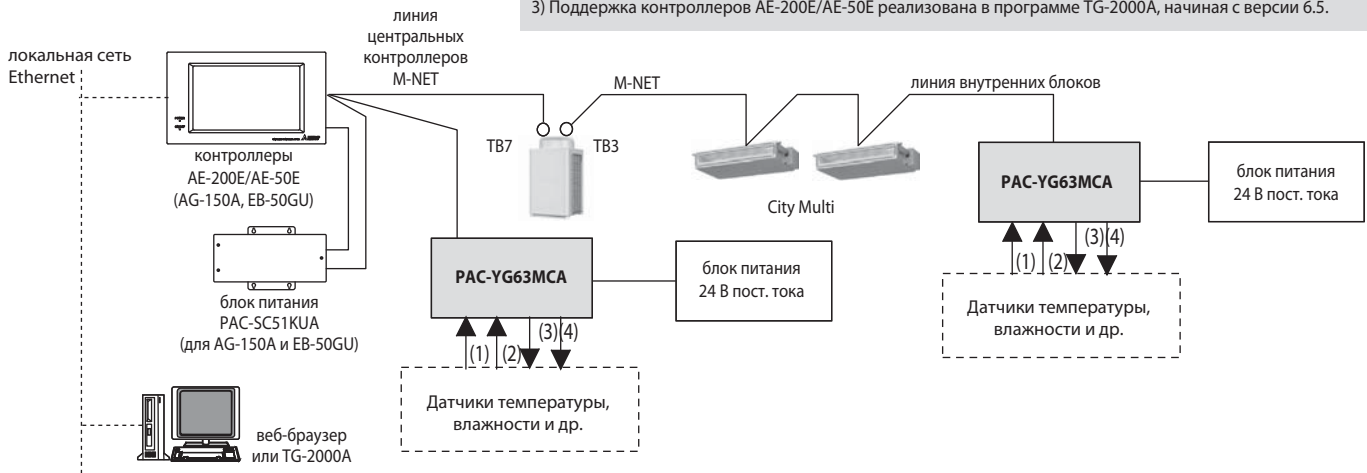 3) Поддержка контроллеров AE-200E/AE-50E реализована в программе TG-2000A, начиная с версии 6.5.
локальная сеть
Ethernet
линия
центральных
контроллеров
M-NET
M-NET
линия внутренних блоков
контроллеры
AE-200E/AE-50E
(AG-150A, EB-50GU)
TB7
TB3
City Multi
PAC-YG63MCA
блок питания
24 В пост. тока
(1)
(2)
(3)
(4)
Датчики температуры,
влажности и др.
блок питания
PAC-SC51KUA
(для AG-150A и EB-50GU)
PAC-YG63MCA
блок питания
24 В пост. тока
(1)
(2)
(3)
(4)
Датчики температуры,
влажности и др.
веб-браузер
или TG-2000A